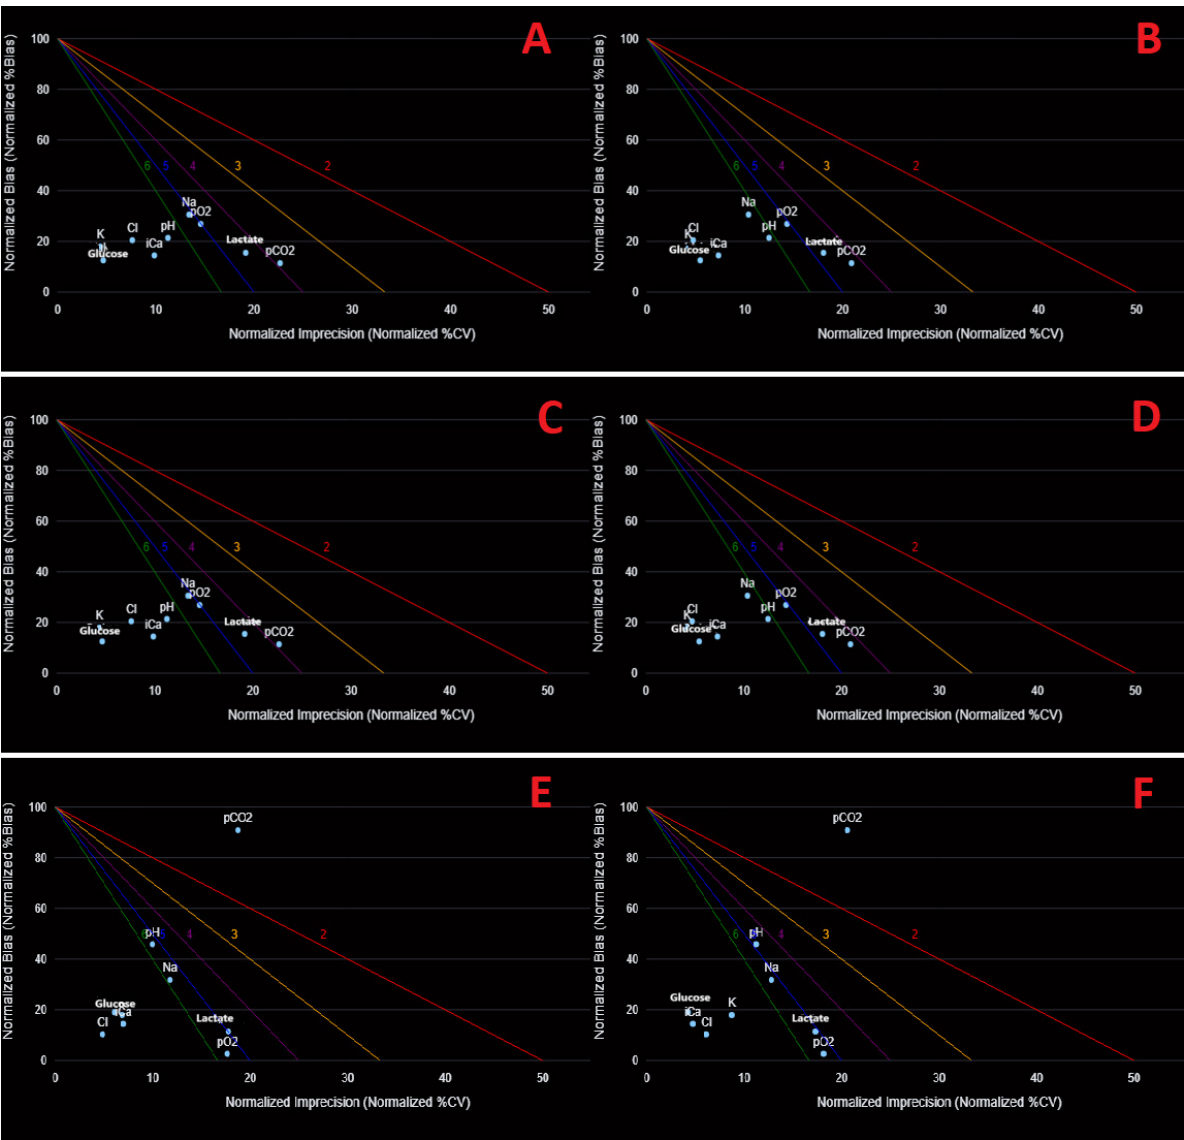 A
Normalized Bias (Normalized %Bias)
100
80
60
40
20
0
6
5
4
3
2
Na
pO2
K
Cl
pH
iCa
Glucose
Lactate
pCO2
0
10
20
30
40
50
Normalized Imprecision (Normalized %CV)
B
Normalized Bias (Normalized %Bias)
100
80
60
40
20
0
6
5
4
3
2
Na
pO2
Cl
K
pH
iCa
Glucose
Lactate
pCO2
0
10
20
30
40
50
Normalized Imprecision (Normalized %CV)
C
Normalized Bias (Normalized %Bias)
100
80
60
40
20
0
6
5
4
3
2
Na
pO2
K
Cl
pH
iCa
Glucose
Lactate
pCO2
0
10
20
30
40
50
Normalized Imprecision (Normalized %CV)
D
Normalized Bias (Normalized %Bias)
100
80
60
40
20
0
6
5
4
3
2
Na
pO2
Cl
K
pH
iCa
Glucose
Lactate
pCO2
0
10
20
30
40
50
Normalized Imprecision (Normalized %CV)
E
Normalized Bias (Normalized %Bias)
100
80
60
40
20
0
pCO2
6
pH
4
3
2
Na
Glucose
iCa
Cl
Lactate
pO2
0
10
20
30
40
50
Normalized Imprecision (Normalized %CV)
F
Normalized Bias (Normalized %Bias)
100
80
60
40
20
0
pCO2
6
pH
4
3
2
Na
Glucose
K
iCa
Cl
Lactate
pO2
0
10
20
30
40
50
Normalized Imprecision (Normalized %CV)